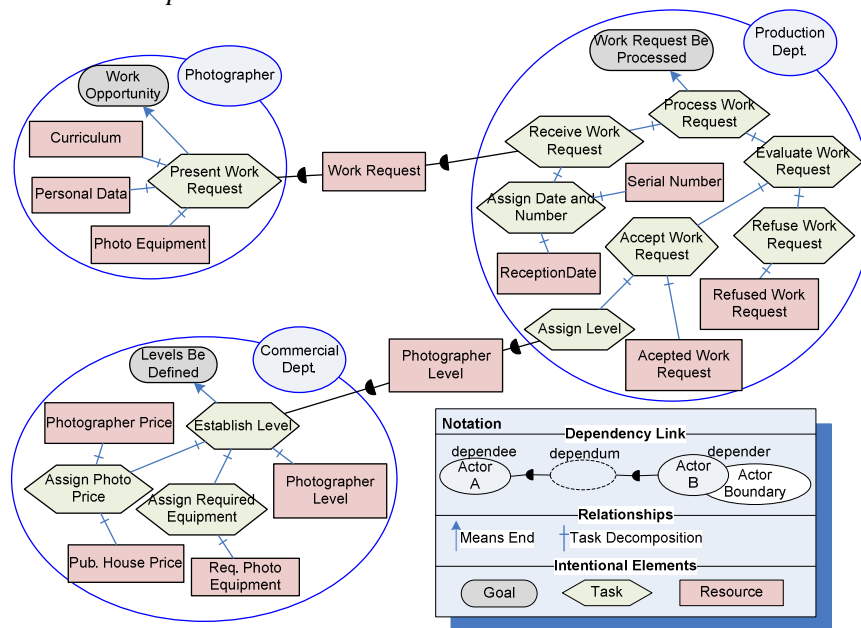 Work
Opportunity
Photographer
Curriculum
Personal Data
Photo Equipment
Present Work
Request
Work Request
Work Request Be
Processed
Production
Dept.
Process Work
Request
Receive Work
Request
Evaluate Work
Request
Assign Date and
Number
Serial Number
ReceptionDate
Accept Work
Request
Refuse Work
Request
Refused Work
Request
Assign Level
Acepted Work
Request
Photographer
Level
Levels Be
Defined
Commercial
Dept.
Photographer Price
Establish Level
Assign Photo
Price
Assign Required
Equipment
Photographer
Level
Pub. House Price
Req. Photo
Equipment
Notation
Dependency Link
dependee
dependum
depender
Actor
A
Actor
B
Actor
Boundary
Relationships
Means End
Task Decomposition
Intentional Elements
Goal
Task
Resource